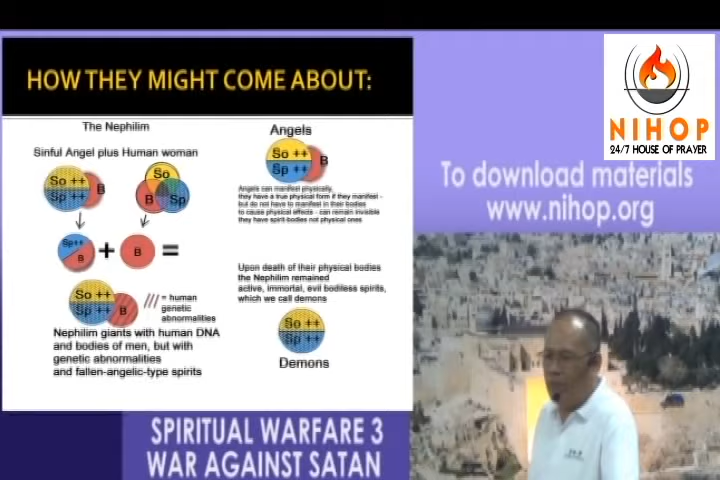 HOW THEY MIGHT COME ABOUT:
The Nephilim
Sinful Angel plus Human woman
So ++
Sp ++
B
So
B
Sp
Sp++
B
+
B
=
So ++
Sp ++
B
= human
genetic
abnormalities
Nephilim giants with human DNA
and bodies of men, but with
genetic abnormalities
and fallen-angelic-type spirits
Angels
So ++
Sp ++
B
Angels can manifest physically,
they have a true physical form if they manifest -
but do not have to manifest in their bodies
to cause physical effects - can remain invisible
they have spirit-bodies not physical ones
Upon death of their physical bodies
the Nephilim remained
active, immortal, evil bodiless spirits,
which we call demons
So ++
Sp ++
Demons
NIHOP
24/7 HOUSE OF PRAYER
To download materials
www.nihop.org
SPIRITUAL WARFARE 3
WAR AGAINST SATAN